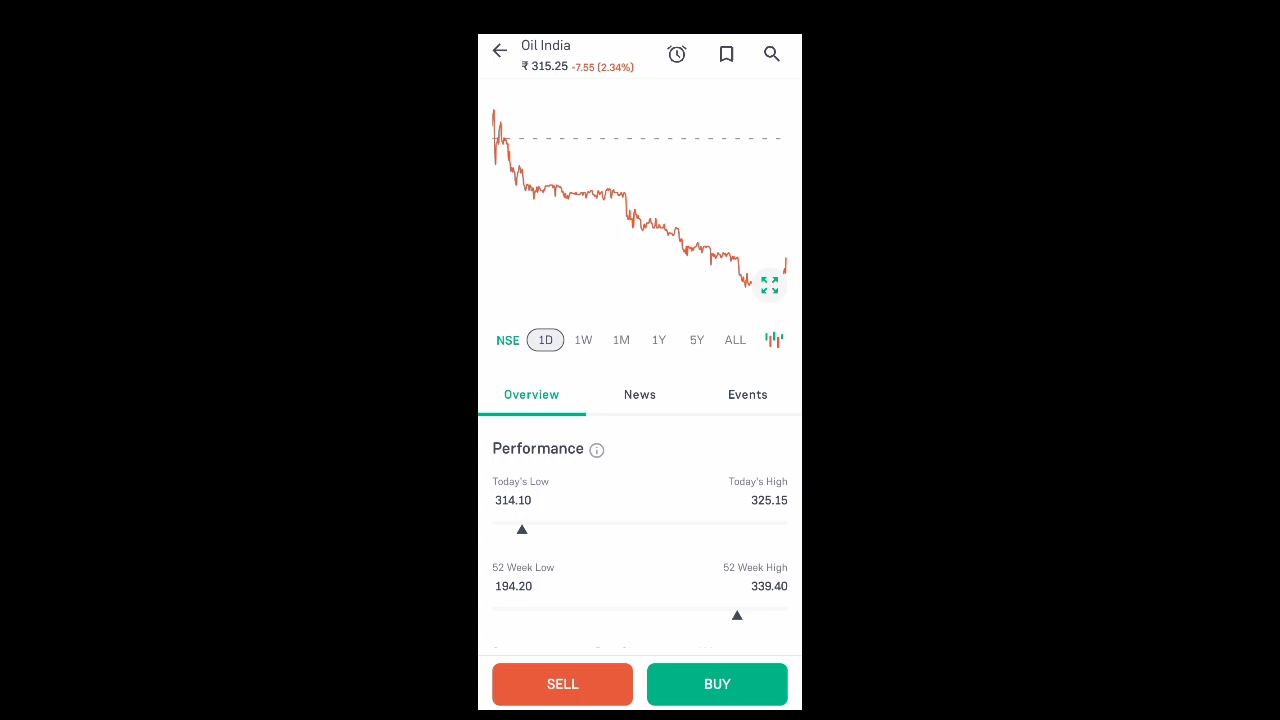 Oil India
₹ 315.25 -7.55 (2.34%)
NSE 1D 1W 1M 1Y 5Y ALL
Overview News Events
Performance
Today's Low Today's High
314.10 325.15
52 Week Low 52 Week High
194.20 339.40
SELL BUY